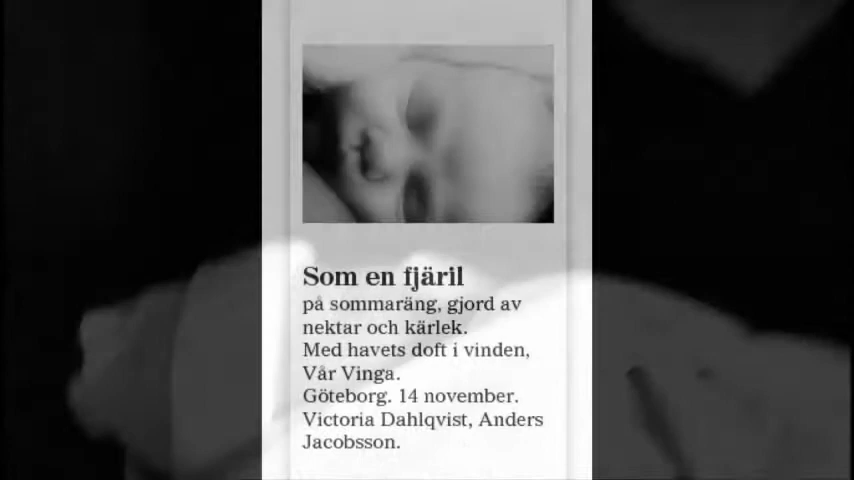 Som en fjäril
på sommaräng, gjord av
nektar och kärlek.
Med havets doft i vinden,
Vår Vinga.
Göteborg. 14 november.
Victoria Dahlqvist, Anders
Jacobsson.